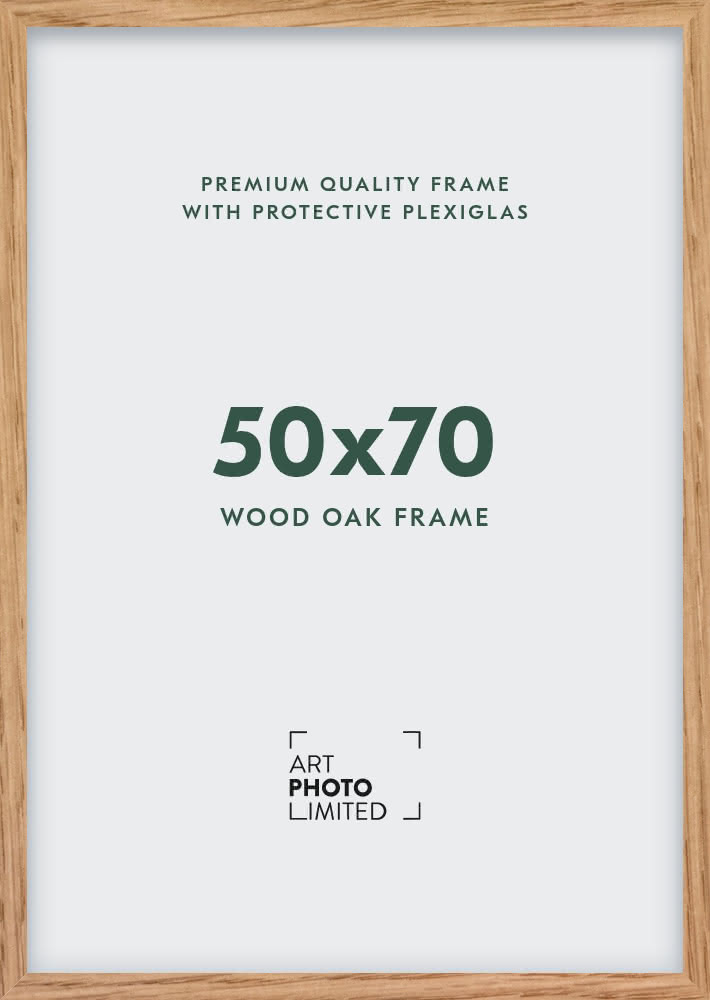 PREMIUM QUALITY FRAME
WITH PROTECTIVE PLEXIGLAS
50x70
WOOD OAK FRAME
ART
PHOTO
LIMITED